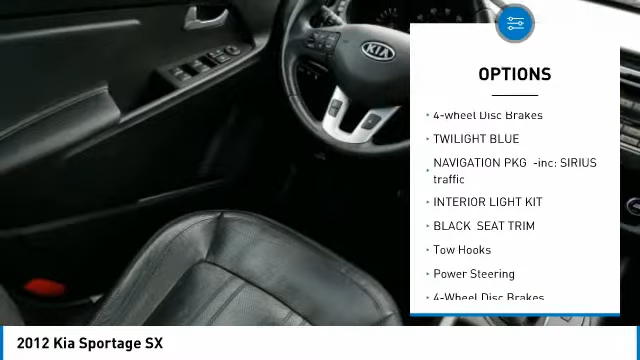 KIA
OPTIONS
4-wheel Disc Brakes
TWILIGHT BLUE
NAVIGATION PKG -inc: SIRIUS
traffic
INTERIOR LIGHT KIT
BLACK SEAT TRIM
Tow Hooks
Power Steering
4-Wheel Disc Brakes
2012 Kia Sportage SX